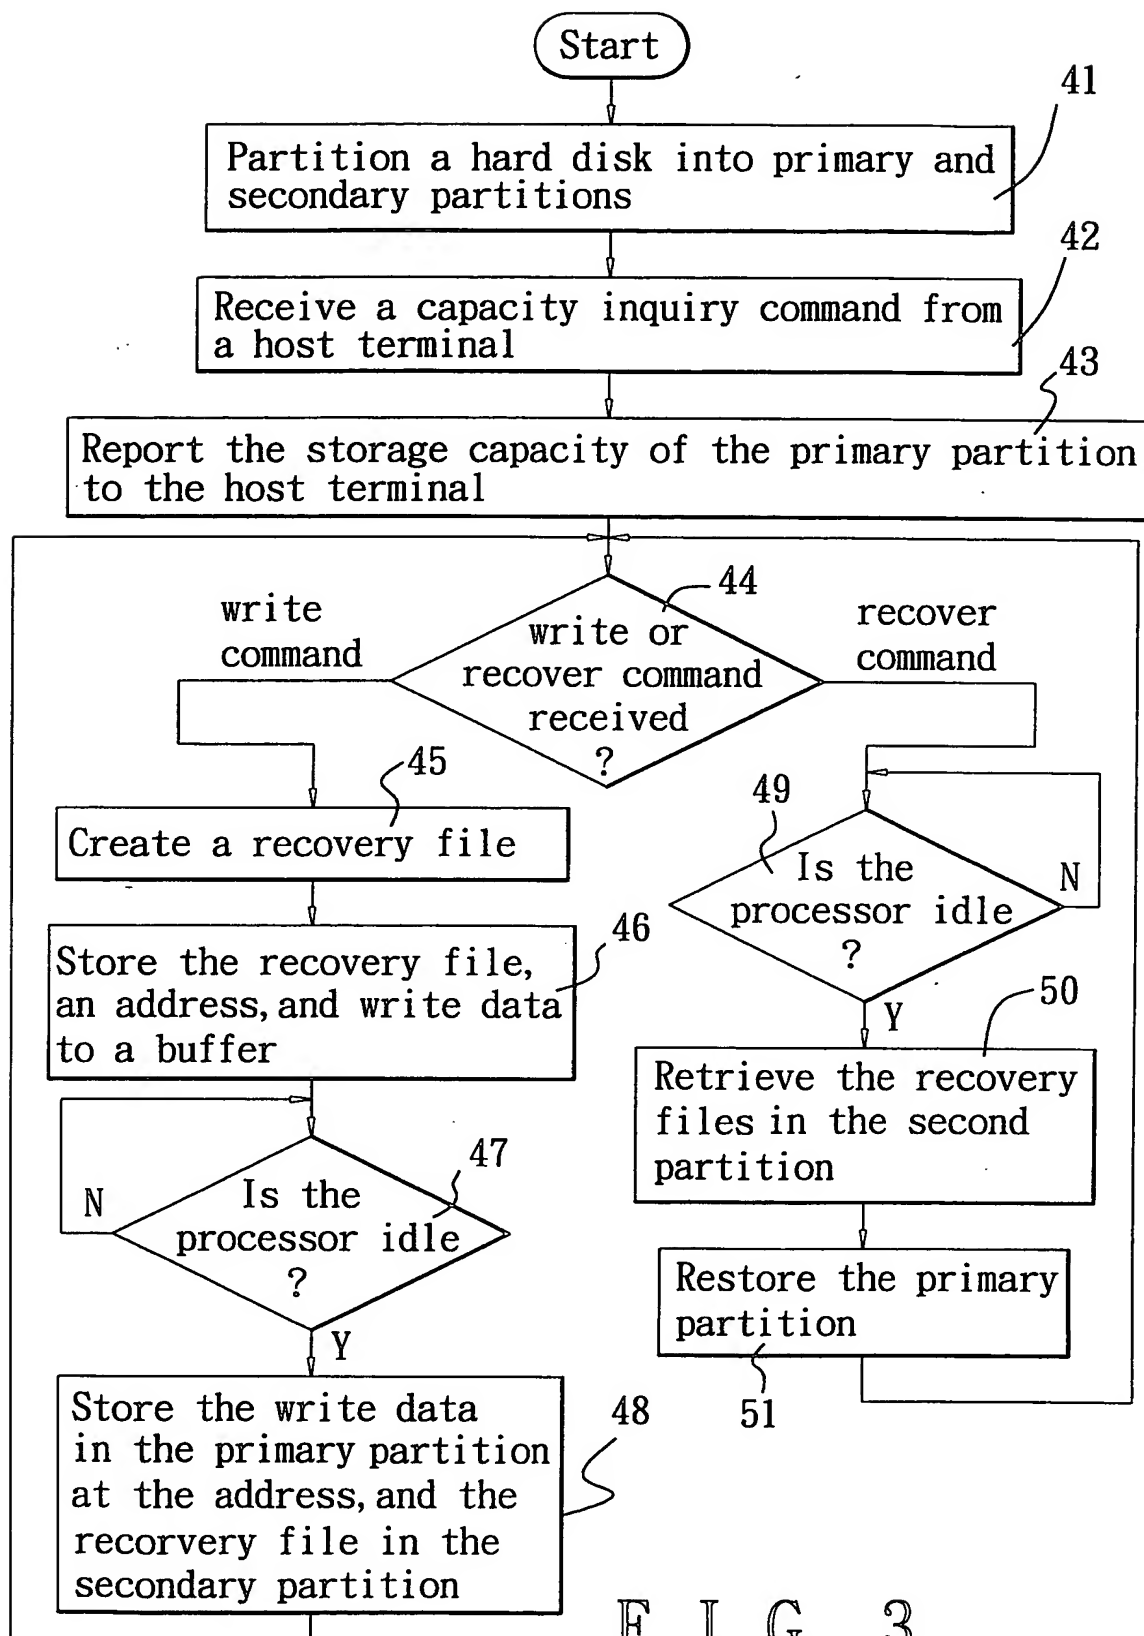 Start
41
Partition a hard disk into primary and
secondary partitions
42
Receive a capacity inquiry command from
a host terminal
43
Report the storage capacity of the primary partition
to the host terminal
44
write
command
write or
recover command
received
?
recover
command
45
Create a recovery file
46
Store the recovery file,
an address, and write data
to a buffer
47
Is the
processor idle
?
N
Y
48
Store the write data
in the primary partition
at the address, and the
recorvery file in the
secondary partition
49
Is the
processor idle
?
N
Y
50
Retrieve the recovery
files in the second
partition
Restore the primary
partition
51
FIG. 3